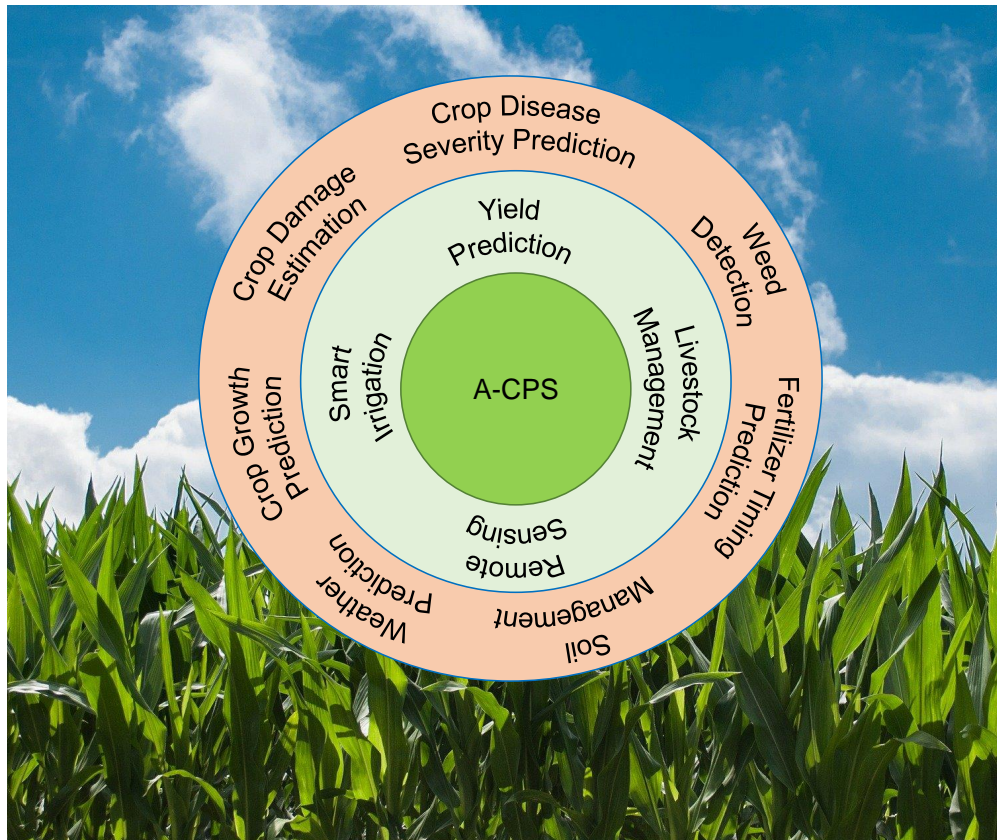 Crop Disease
Severity Prediction
Weed
Detection
Fertilizer Timing
Prediction
Soil
Management
Weather
Prediction
Crop Growth
Prediction
Crop Damage
Estimation
Yield
Prediction
Livestock
Management
Remote
Sensing
Smart
Irrigation
A-CPS